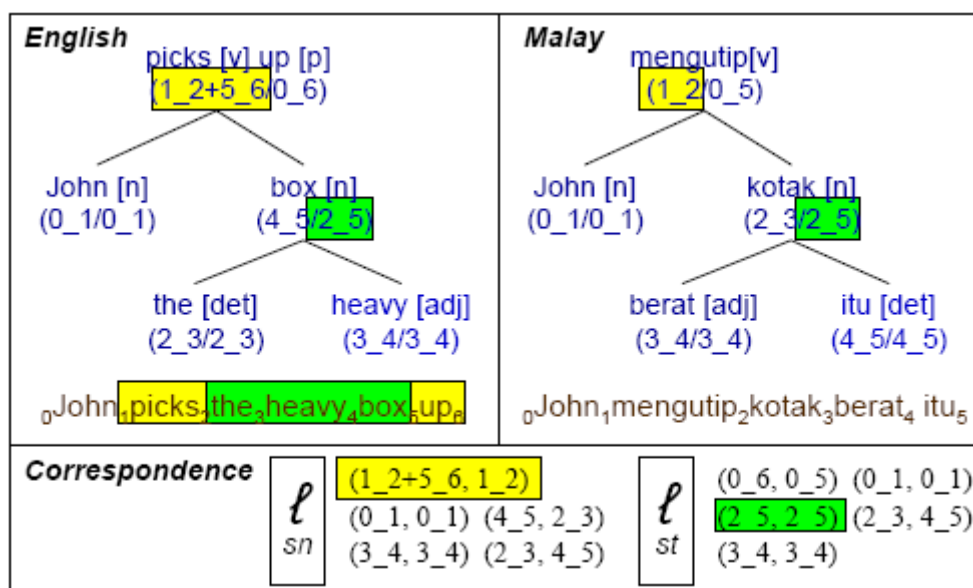 English
picks [v] up [p]
(1_2+5_6/0_6)
John [n]
(0_1/0_1)
box [n]
(4_5/2_5)
the [det]
(2_3/2_3)
heavy [adj]
(3_4/3_4)
0John1picks2the3heavy4box5up6
Malay
mengutip[v]
(1_2/0_5)
John [n]
(0_1/0_1)
kotak [n]
(2_3/2_5)
berat [adj]
(3_4/3_4)
itu [det]
(4_5/4_5)
0John1mengutip2kotak3berat4 itu5
Correspondence
ℓ
sn
(1_2+5_6, 1_2)
(0_1, 0_1) (4_5, 2_3)
(3_4, 3_4) (2_3, 4_5)
ℓ
st
(0_6, 0_5) (0_1, 0_1)
(2_5, 2_5) (2_3, 4_5)
(3_4, 3_4)